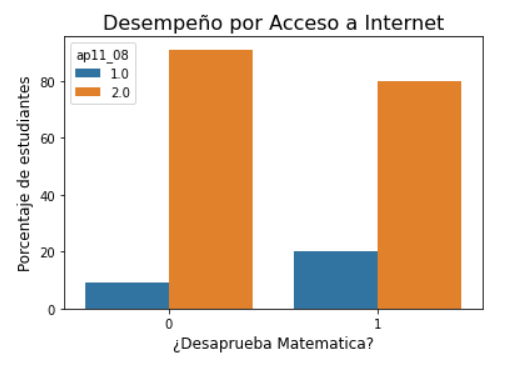 Desempeño por Acceso a Internet
ap11_08
1.0
2.0
Porcentaje de estudiantes
80
60
40
20
0
0 1
¿Desaprueba Matematica?